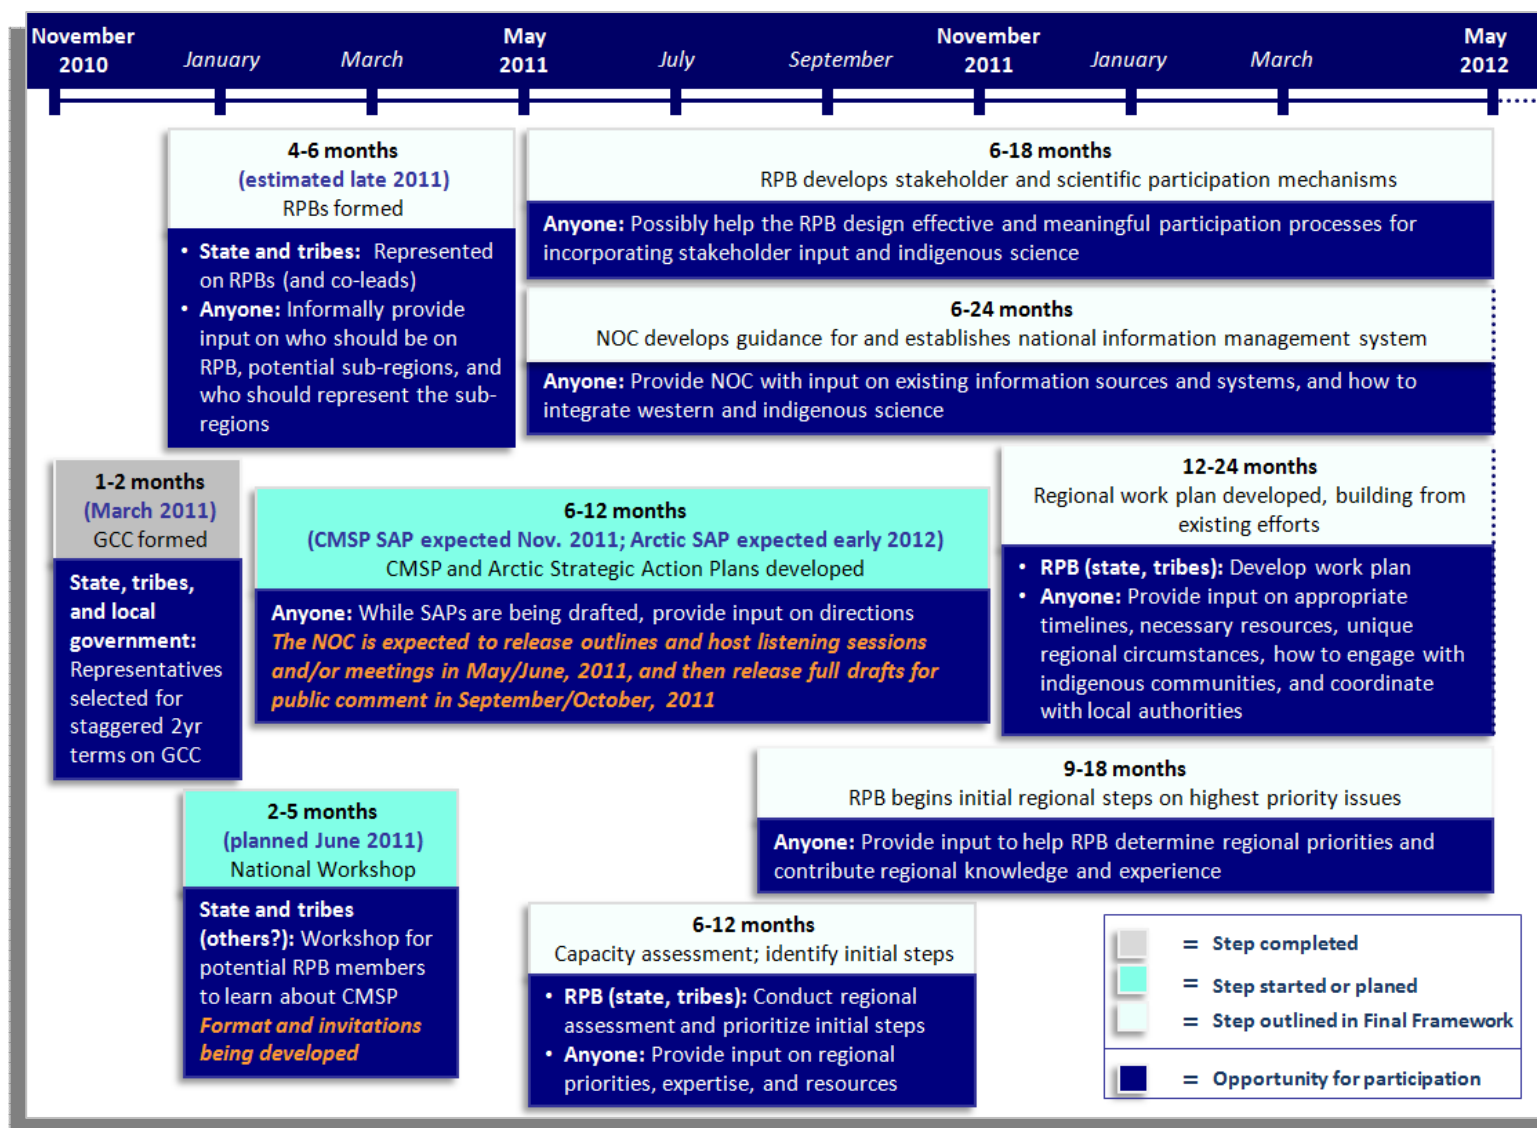 November
2010
January
March
May
2011
July
September
November
2011
January
March
May
2012
4-6 months
(estimated late 2011)
RPBs formed
• State and tribes: Represented
on RPBs (and co-leads)
• Anyone: Informally provide
input on who should be on
RPB, potential sub-regions, and
who should represent the sub-
regions
6-18 months
RPB develops stakeholder and scientific participation mechanisms
Anyone: Possibly help the RPB design effective and meaningful participation processes for
incorporating stakeholder input and indigenous science
6-24 months
NOC develops guidance for and establishes national information management system
Anyone: Provide NOC with input on existing information sources and systems, and how to
integrate western and indigenous science
1-2 months
(March 2011)
GCC formed
State, tribes,
and local
government:
Representatives
selected for
staggered 2yr
terms on GCC
6-12 months
(CMSP SAP expected Nov. 2011; Arctic SAP expected early 2012)
CMSP and Arctic Strategic Action Plans developed
Anyone: While SAPs are being drafted, provide input on directions
The NOC is expected to release outlines and host listening sessions
and/or meetings in May/June, 2011, and then release full drafts for
public comment in September/October, 2011
12-24 months
Regional work plan developed, building from
existing efforts
• RPB (state, tribes): Develop work plan
• Anyone: Provide input on appropriate
timelines, necessary resources, unique
regional circumstances, how to engage with
indigenous communities, and coordinate
with local authorities
9-18 months
RPB begins initial regional steps on highest priority issues
Anyone: Provide input to help RPB determine regional priorities and
contribute regional knowledge and experience
2-5 months
(planned June 2011)
National Workshop
State and tribes
(others?): Workshop for
potential RPB members
to learn about CMSP
Format and invitations
being developed
6-12 months
Capacity assessment; identify initial steps
• RPB (state, tribes): Conduct regional
assessment and prioritize initial steps
• Anyone: Provide input on regional
priorities, expertise, and resources
= Step completed
= Step started or planed
= Step outlined in Final Framework
= Opportunity for participation